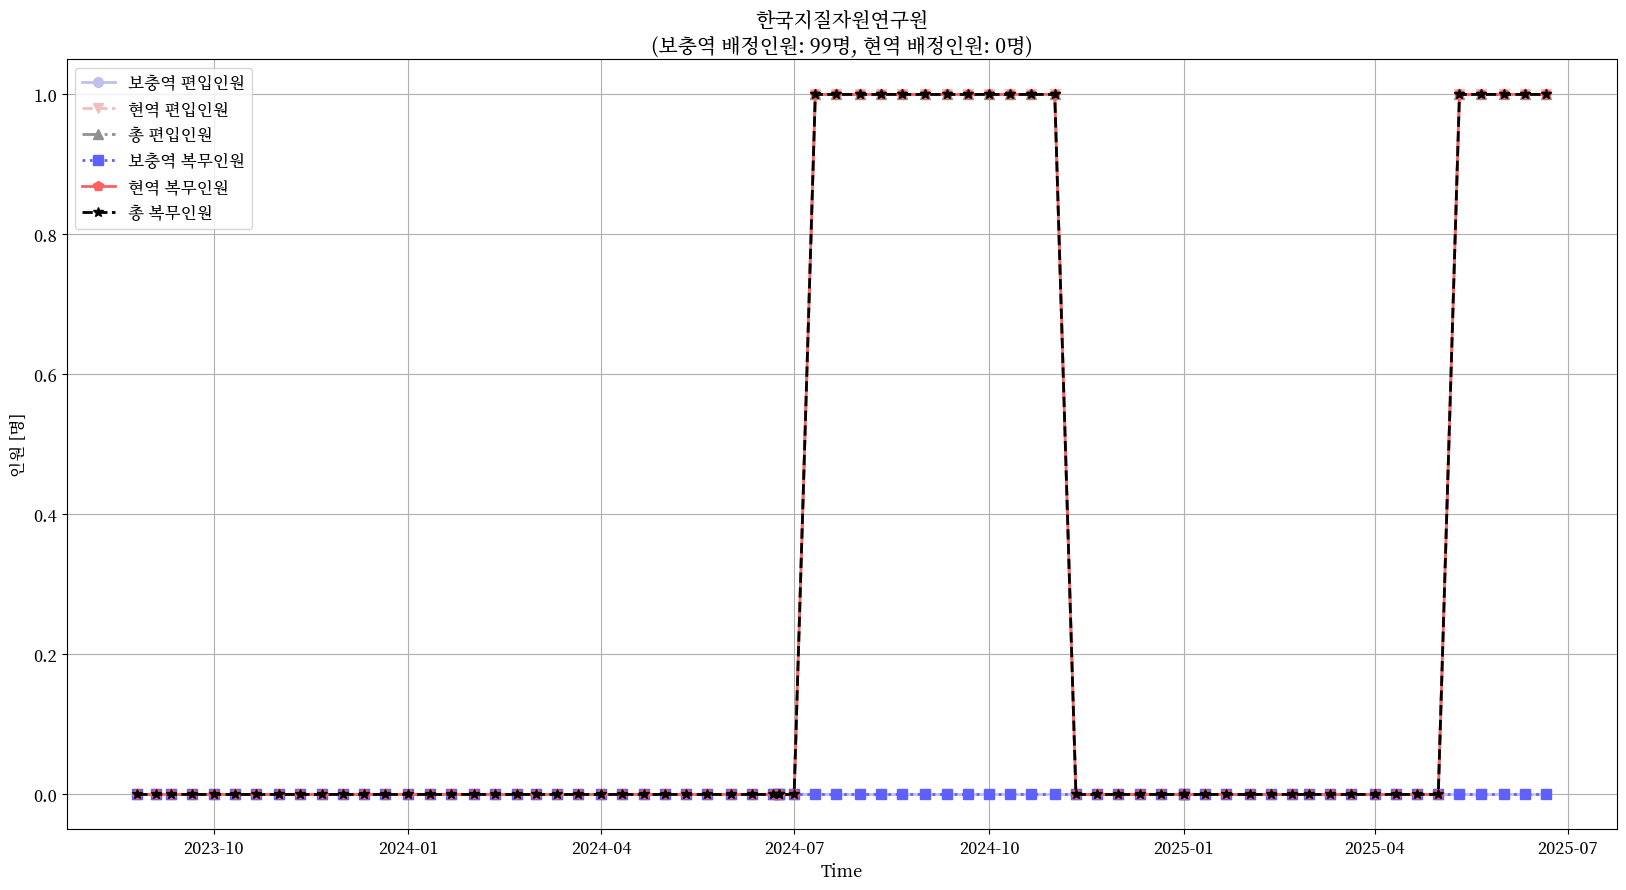 한국지질자원연구원
(보충역 배정인원: 99명, 현역 배정인원: 0명)
보충역 편입인원
현역 편입인원
총 편입인원
보충역 복무인원
현역 복무인원
총 복무인원
인원 [명]
1.0
0.8
0.6
0.4
0.2
0.0
2023-10
2024-01
2024-04
2024-07
2024-10
2025-01
2025-04
2025-07
Time